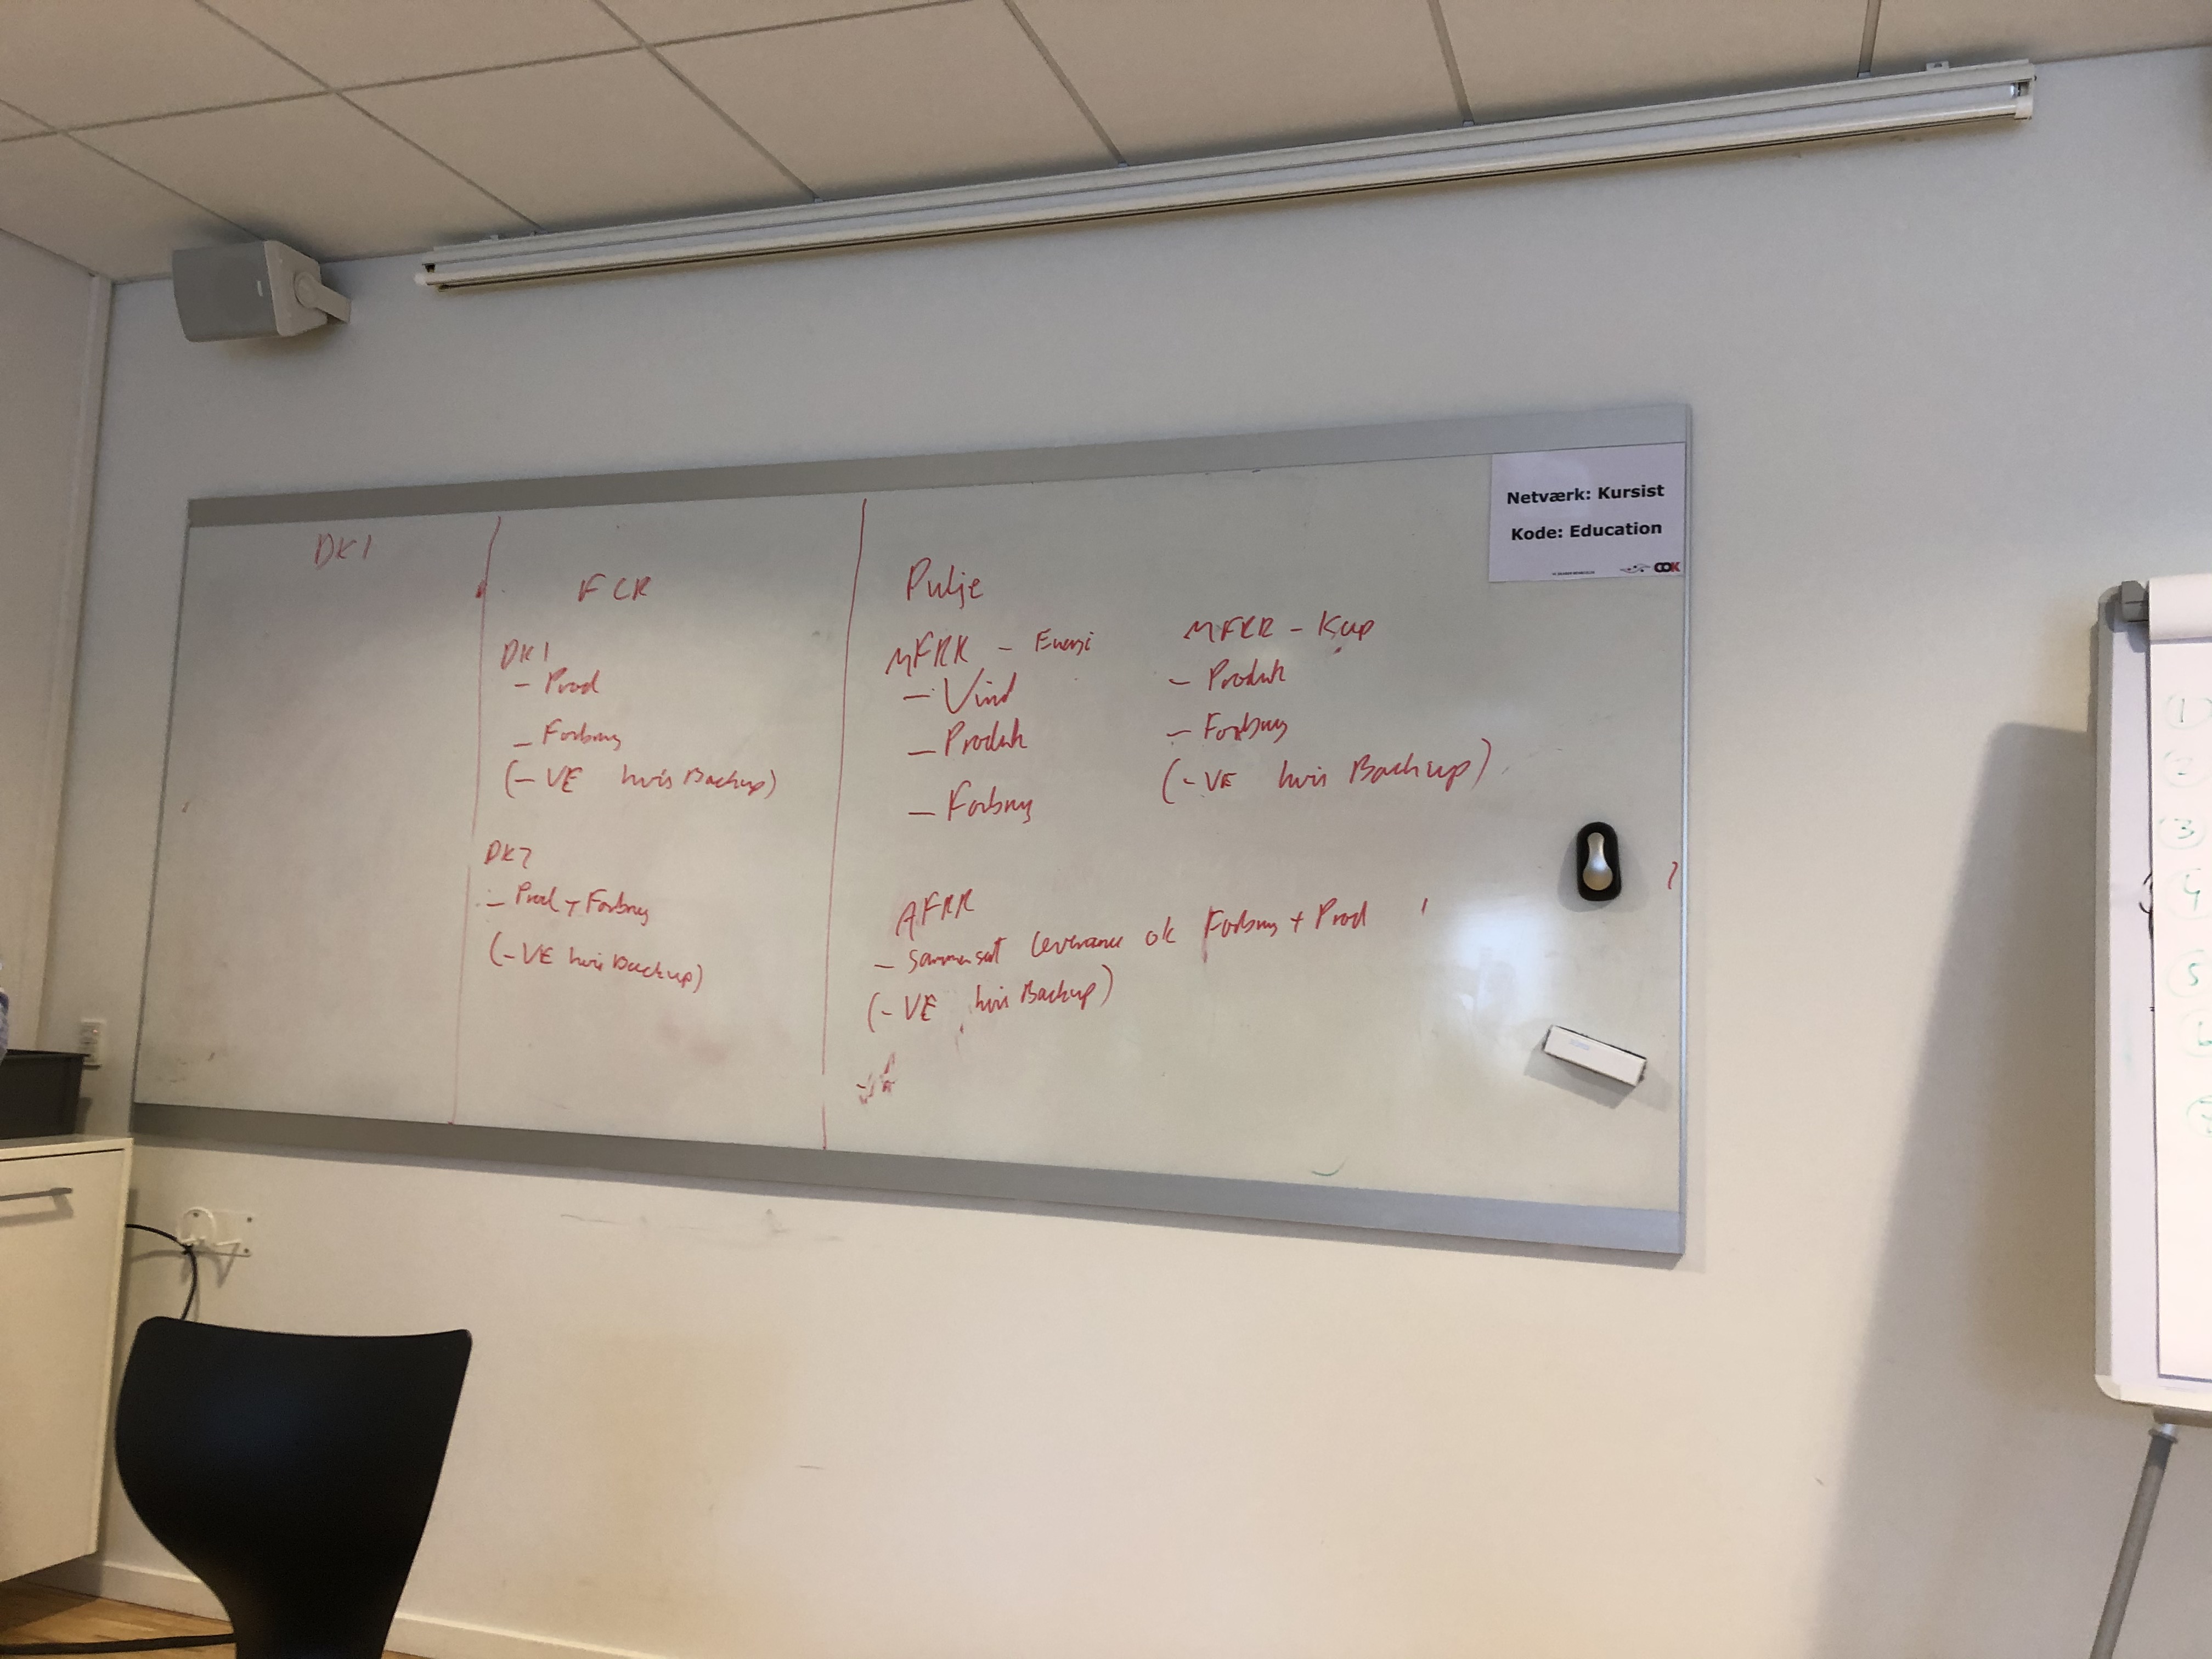 DK1
FCR
DK1
- Prod
- Forbrug
(- VE hvis Backup)
DK2
- Prod + Forbrug
(- VE hvis Backup)
Pulje
MFRR - Energi
- Vind
- Produk
- Forbrug
MFRR - Kap
- Produk
- Forbrug
(- VE hvis Backup)
AFRR
- Sammensat leverance ok Forbrug + Prod
(- VE hvis Backup)
Netværk: Kursist
Kode: Education
COK
1
2
3
4
5
6